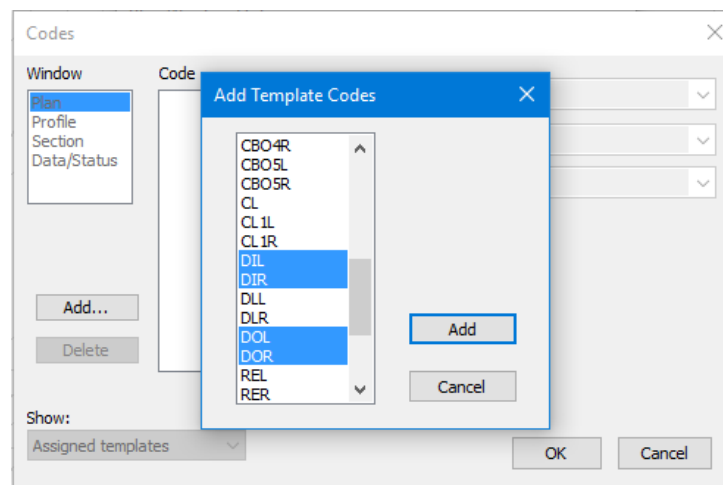 Codes
Window
Code
Plan
Profile
Section
Data/Status
Add...
Delete
Show:
Assigned templates
OK
Cancel
Add Template Codes
CBO4R
CBO5L
CBO5R
CL
CL1L
CL1R
DIL
DIR
DLL
DLR
DOL
DOR
REL
RER
Add
Cancel